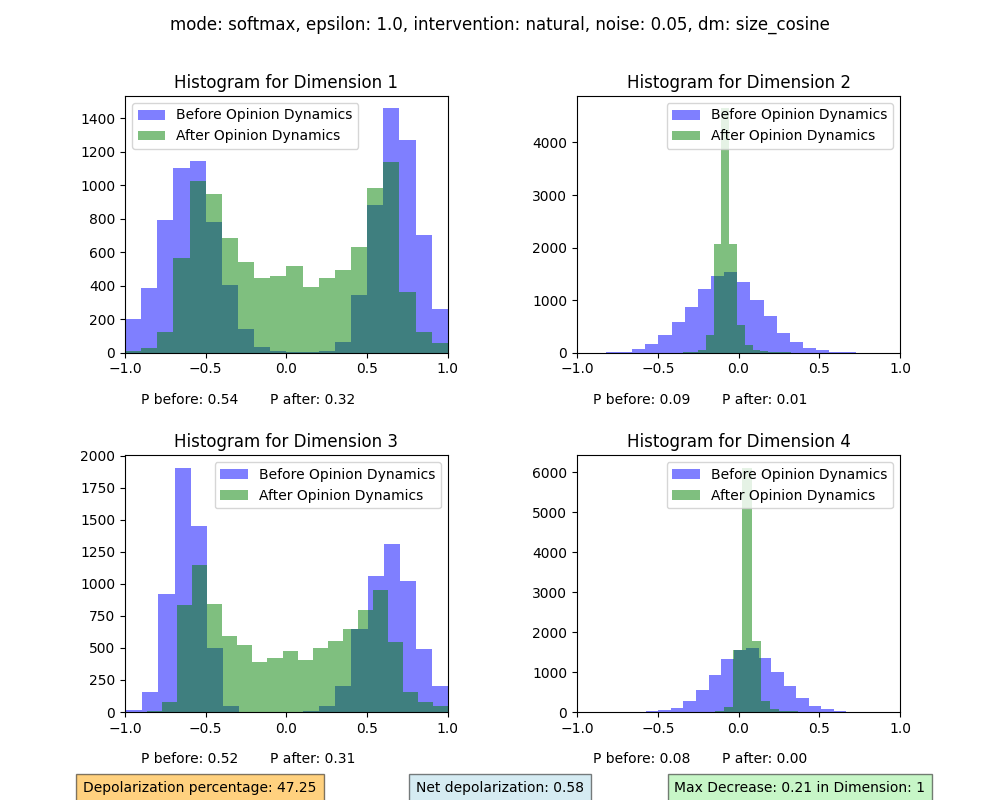 mode: softmax, epsilon: 1.0, intervention: natural, noise: 0.05, dm: size_cosine
Histogram for Dimension 1
Before Opinion Dynamics
After Opinion Dynamics
1400
1200
1000
800
600
400
200
0
−1.0 −0.5 0.0 0.5 1.0
P before: 0.54 P after: 0.32
Histogram for Dimension 2
Before Opinion Dynamics
After Opinion Dynamics
4000
3000
2000
1000
0
−1.0 −0.5 0.0 0.5 1.0
P before: 0.09 P after: 0.01
Histogram for Dimension 3
Before Opinion Dynamics
After Opinion Dynamics
2000
1750
1500
1250
1000
750
500
250
0
−1.0 −0.5 0.0 0.5 1.0
P before: 0.52 P after: 0.31
Histogram for Dimension 4
Before Opinion Dynamics
After Opinion Dynamics
6000
5000
4000
3000
2000
1000
0
−1.0 −0.5 0.0 0.5 1.0
P before: 0.08 P after: 0.00
Depolarization percentage: 47.25
Net depolarization: 0.58
Max Decrease: 0.21 in Dimension: 1